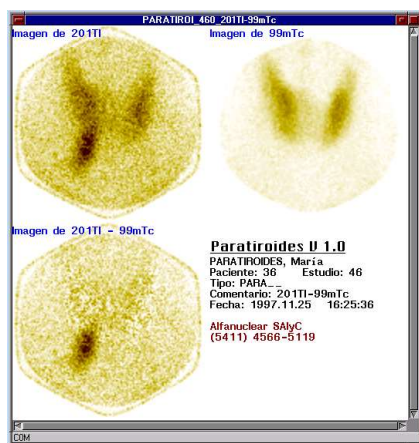 PARATIROI_460_201Tl-99mTc
Imagen de 201Tl
Imagen de 99mTc
Imagen de 201Tl - 99mTc
Paratiroides V 1.0
PARATIROIDES, María
Paciente: 36 Estudio: 46
Tipo: PARA__
Comentario: 201Tl-99mTc
Fecha: 1997.11.25 16:25:36
Alfanuclear SAIyC
(5411) 4566-5119
COM